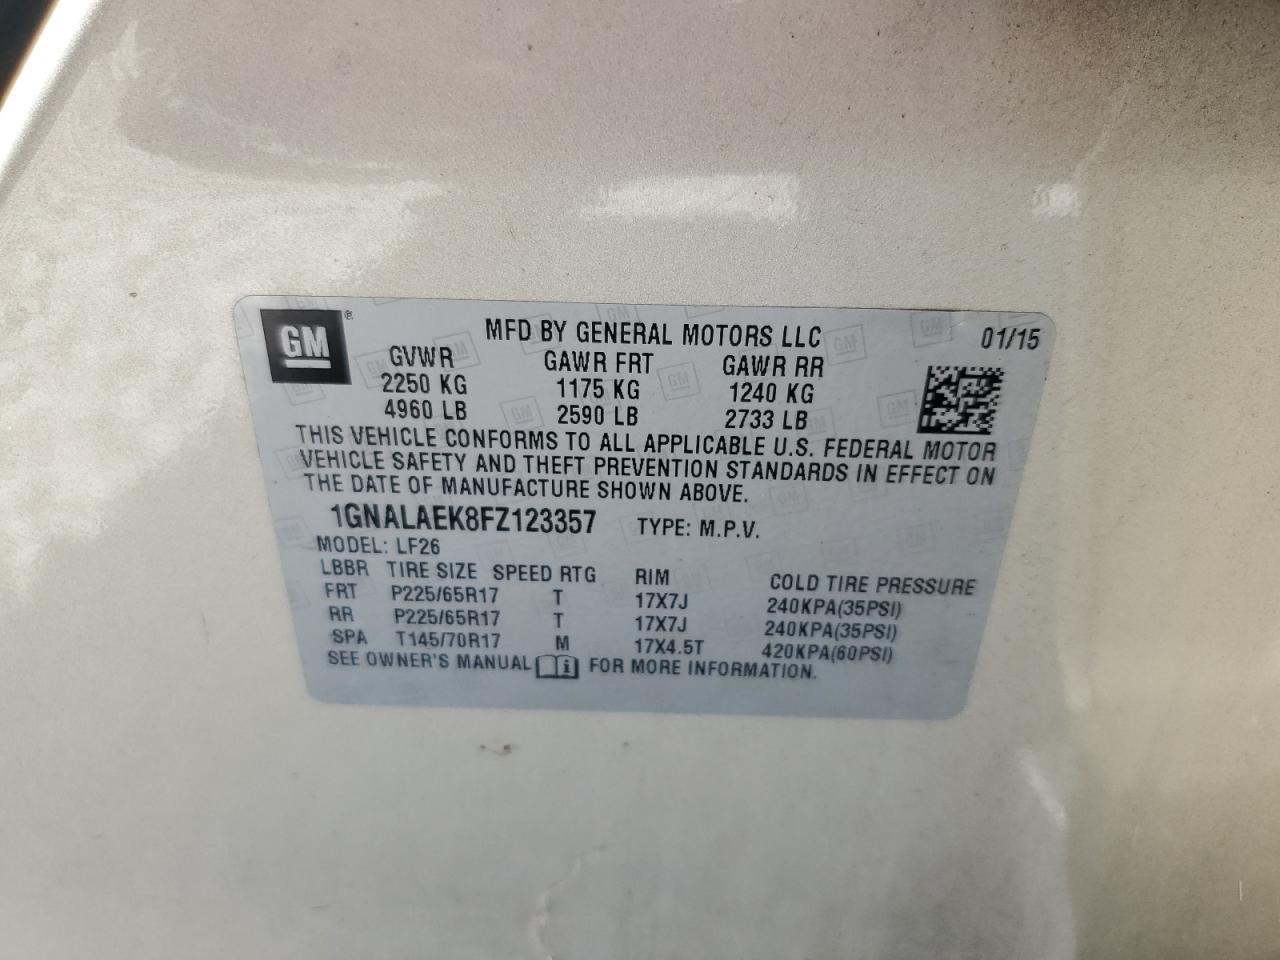 GM® MFD BY GENERAL MOTORS LLC 01/15
GVWR GAWR FRT GAWR RR
2250 KG 1175 KG 1240 KG
4960 LB 2590 LB 2733 LB
THIS VEHICLE CONFORMS TO ALL APPLICABLE U.S. FEDERAL MOTOR
VEHICLE SAFETY AND THEFT PREVENTION STANDARDS IN EFFECT ON
THE DATE OF MANUFACTURE SHOWN ABOVE.
1GNALAEK8FZ123357 TYPE: M.P.V.
MODEL: LF26
LBBR TIRE SIZE SPEED RTG RIM COLD TIRE PRESSURE
FRT P225/65R17 T 17X7J 240KPA(35PSI)
RR P225/65R17 T 17X7J 240KPA(35PSI)
SPA T145/70R17 M 17X4.5T 420KPA(60PSI)
SEE OWNER'S MANUAL i FOR MORE INFORMATION.